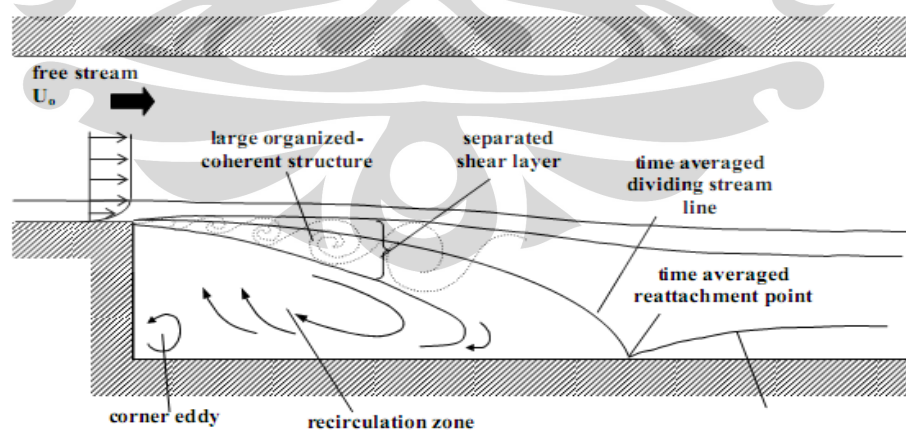 free stream
U₀
large organized-
coherent structure
separated
shear layer
time averaged
dividing stream
line
time averaged
reattachment point
corner eddy
recirculation zone